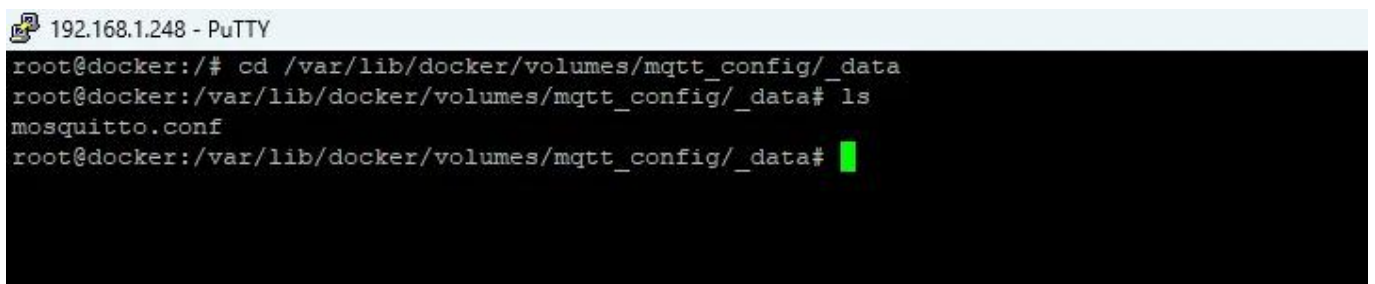 192.168.1.248 - PuTTY
root@docker:/# cd /var/lib/docker/volumes/mqtt_config/_data
root@docker:/var/lib/docker/volumes/mqtt_config/_data# ls
mosquitto.conf
root@docker:/var/lib/docker/volumes/mqtt_config/_data#